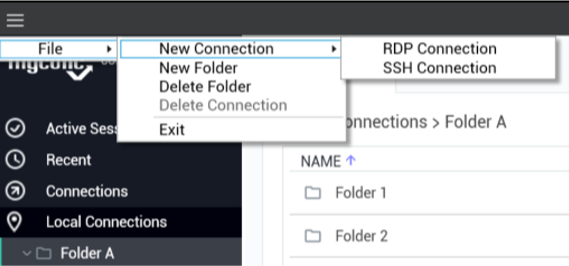 File
New Connection
RDP Connection
New Folder
SSH Connection
Delete Folder
Delete Connection
Exit
Active Ses
onnections > Folder A
Recent
NAME ↑
Connections
Folder 1
Local Connections
Folder 2
Folder A